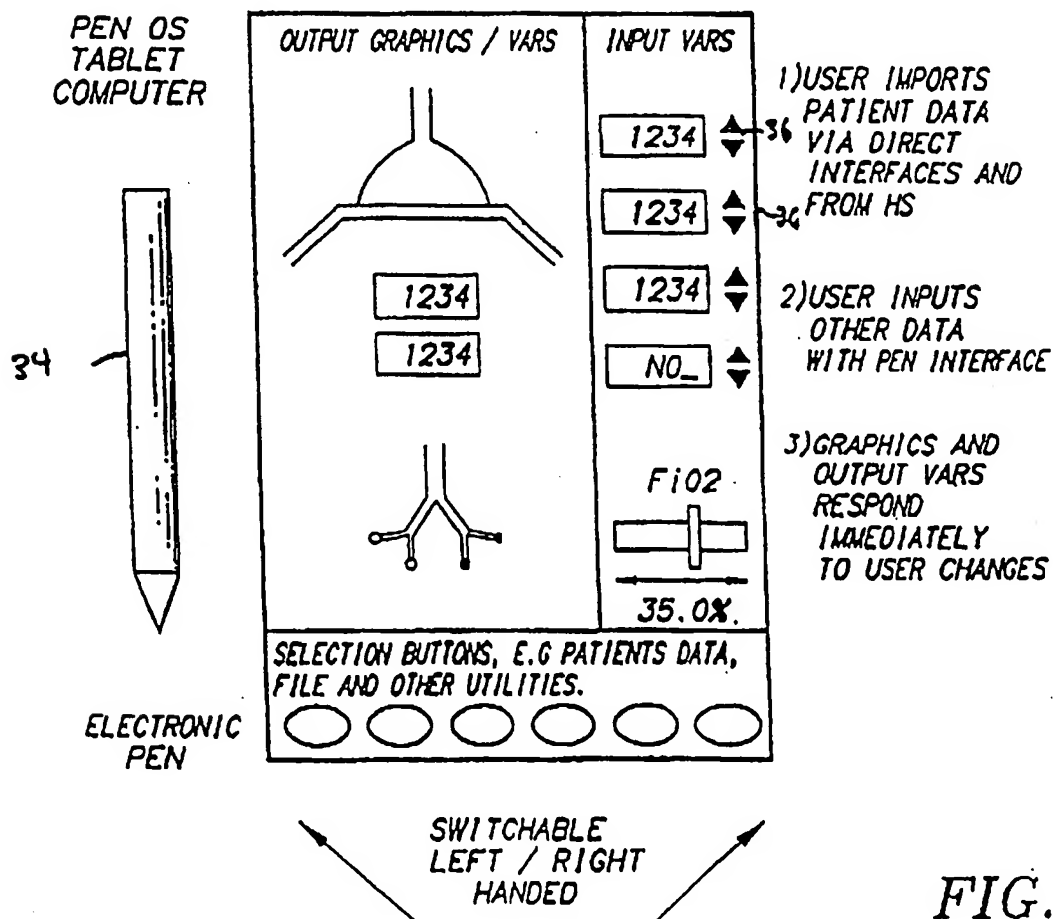 PEN OS
TABLET
COMPUTER
OUTPUT GRAPHICS / VARS
INPUT VARS
1234
36
1234
36
1234
NO_
1234
1234
34
FiO2
35.0%.
1)USER IMPORTS
PATIENT DATA
VIA DIRECT
INTERFACES AND
FROM HS
2)USER INPUTS
OTHER DATA
WITH PEN INTERFACE
3)GRAPHICS AND
OUTPUT VARS
RESPOND
IMMEDIATELY
TO USER CHANGES
SELECTION BUTTONS, E.G PATIENTS DATA,
FILE AND OTHER UTILITIES.
ELECTRONIC
PEN
SWITCHABLE
LEFT / RIGHT
HANDED
FIG.